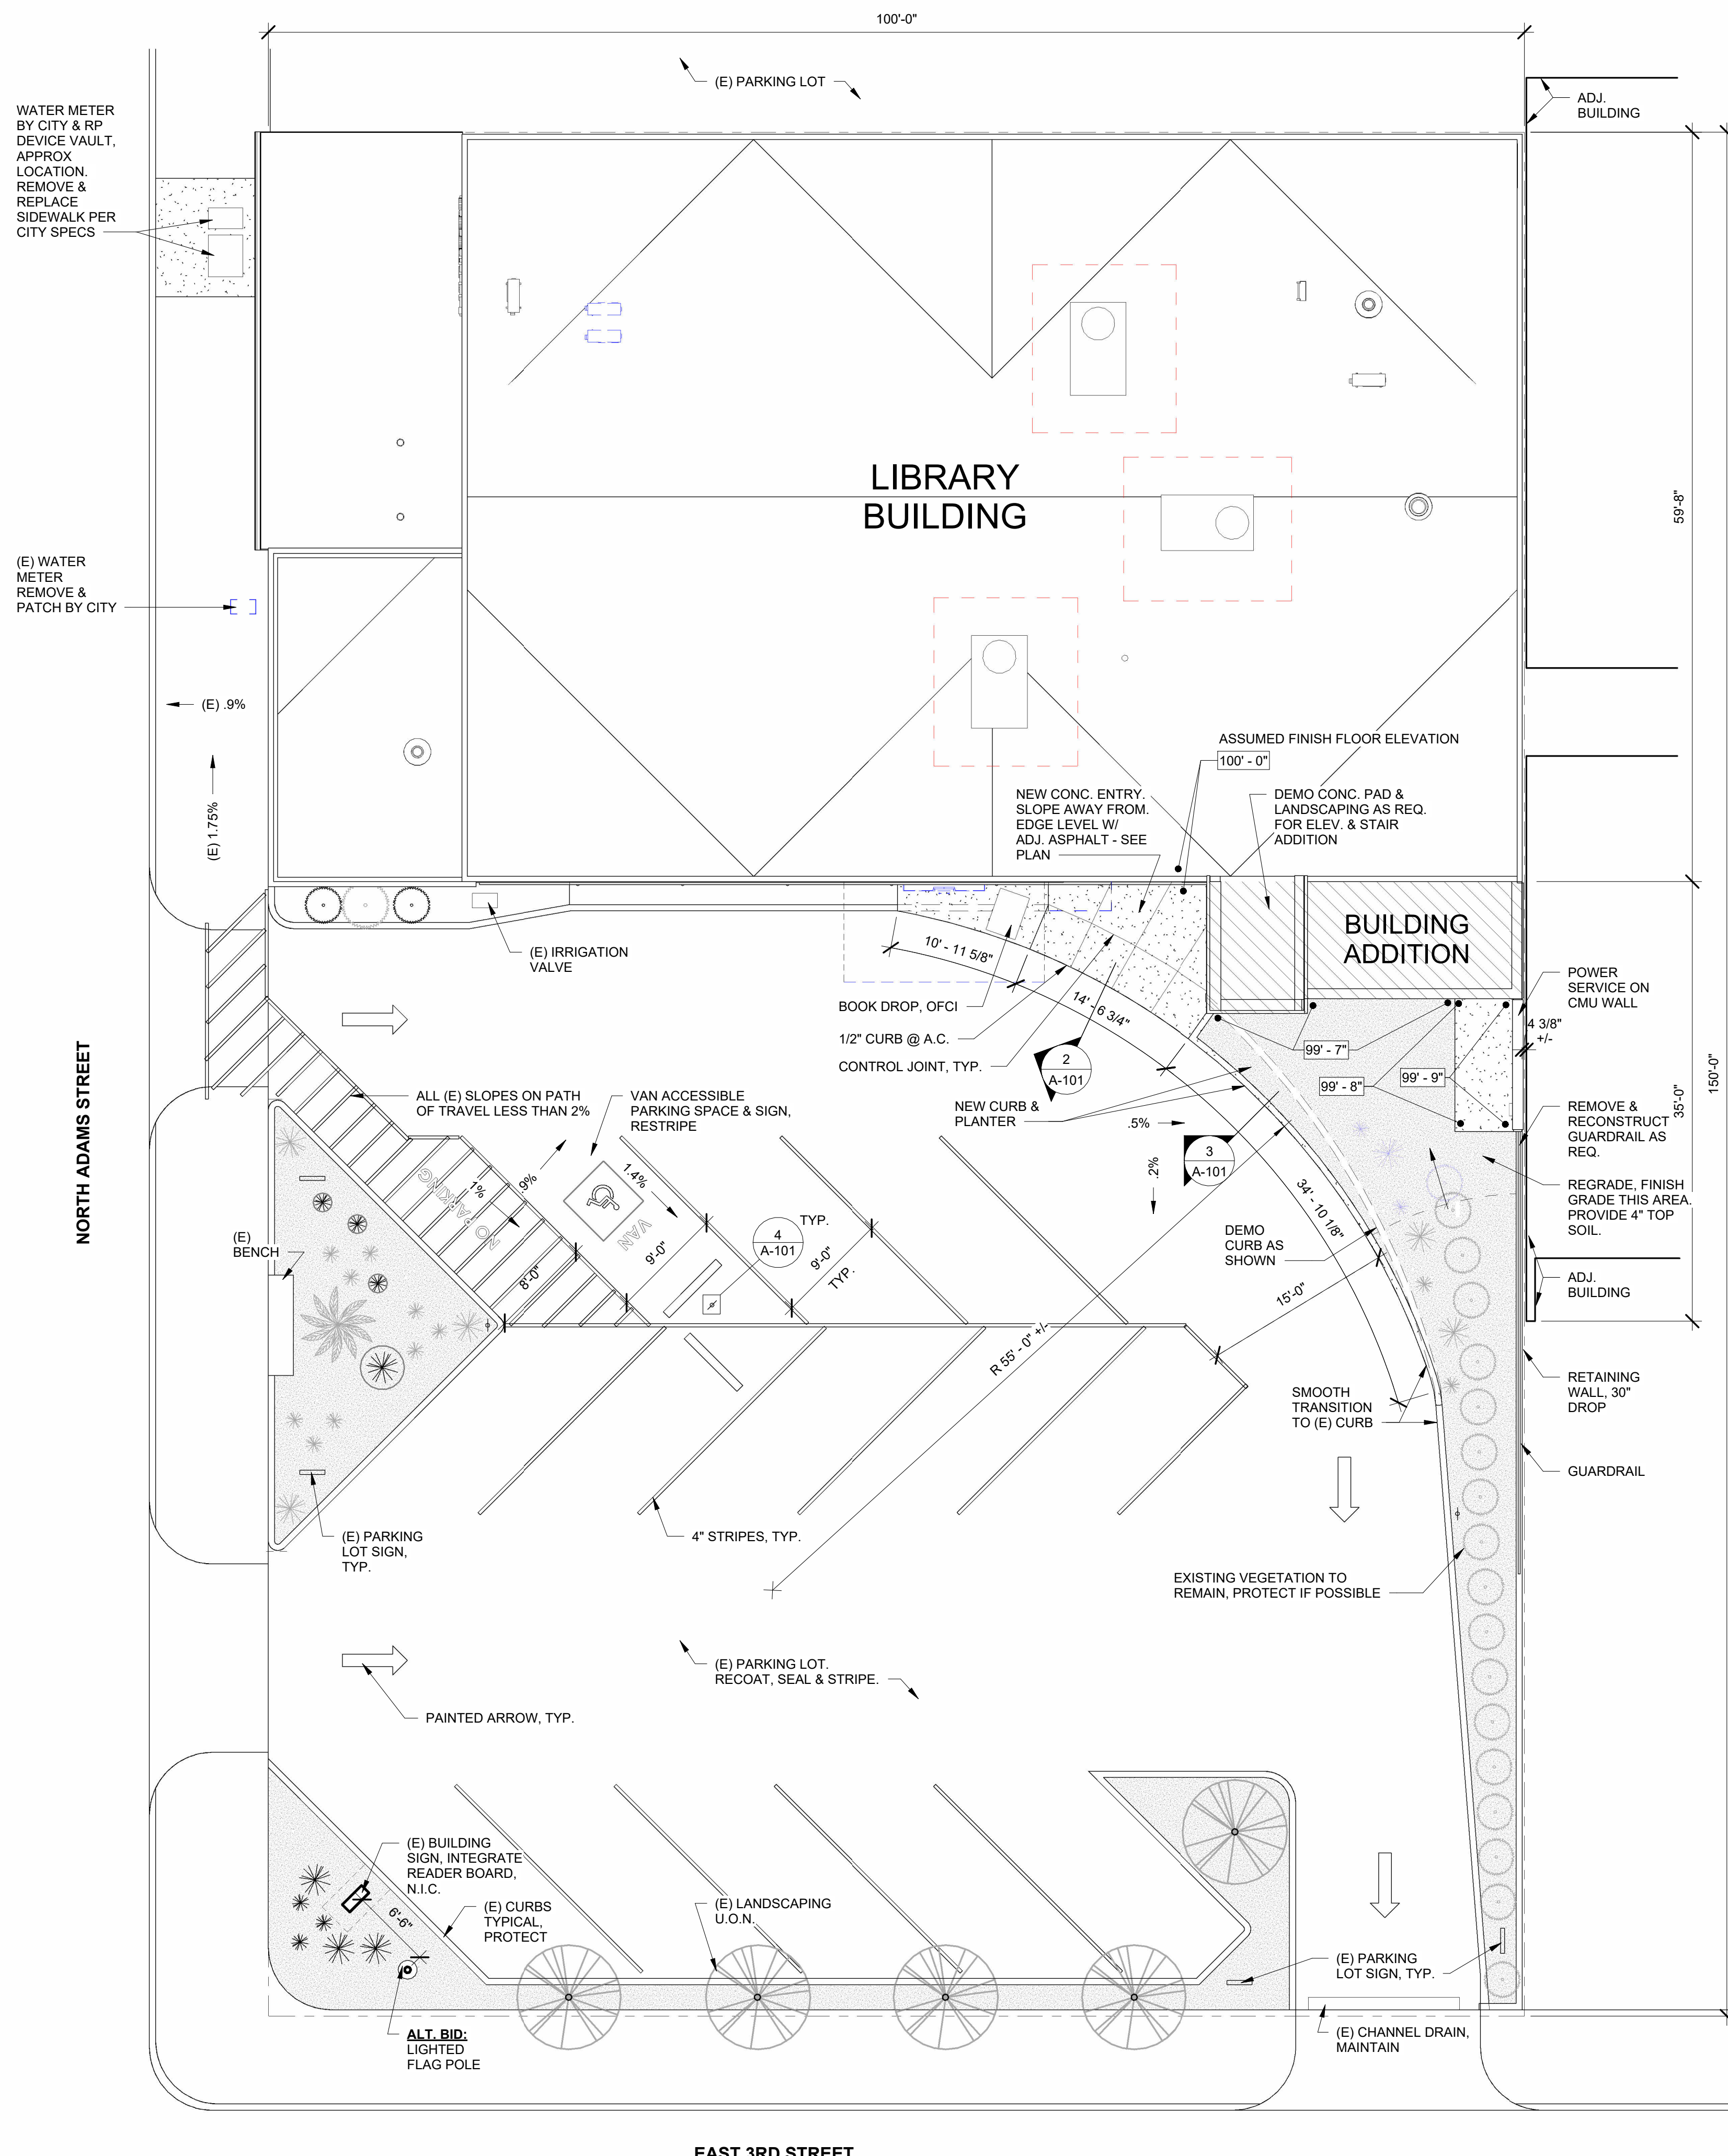 100'-0"
(E) PARKING LOT
ADJ.
BUILDING
WATER METER
BY CITY & RP
DEVICE VAULT,
APPROX
LOCATION.
REMOVE &
REPLACE
SIDEWALK PER
CITY SPECS
LIBRARY
BUILDING
59'-8"
(E) WATER
METER
REMOVE &
PATCH BY CITY
(E) .9%
(E) 1.75%
ASSUMED FINISH FLOOR ELEVATION
100' - 0"
NEW CONC. ENTRY.
SLOPE AWAY FROM.
EDGE LEVEL W/
ADJ. ASPHALT - SEE
PLAN
DEMO CONC. PAD &
LANDSCAPING AS REQ.
FOR ELEV. & STAIR
ADDITION
BUILDING
ADDITION
(E) IRRIGATION
VALVE
10' - 11 5/8"
14' - 6 3/4"
BOOK DROP, OFCI
1/2" CURB @ A.C.
CONTROL JOINT, TYP.
2
A-101
POWER
SERVICE ON
CMU WALL
4 3/8"
+/-
99' - 7"
99' - 8"
99' - 9"
150'-0"
35'-0"
NORTH ADAMS STREET
ALL (E) SLOPES ON PATH
OF TRAVEL LESS THAN 2%
VAN ACCESSIBLE
PARKING SPACE & SIGN,
RESTRIPE
NEW CURB &
PLANTER
.5%
.2%
3
A-101
REMOVE &
RECONSTRUCT
GUARDRAIL AS
REQ.
REGRADE, FINISH
GRADE THIS AREA.
PROVIDE 4" TOP
SOIL.
NO PARKING
1%
.9%
1.4%
VAN
8'-0"
9'-0"
4
A-101
TYP.
9'-0"
TYP.
34' - 10 1/8"
DEMO
CURB AS
SHOWN
15'-0"
R 55' - 0" +/-
(E)
BENCH
ADJ.
BUILDING
SMOOTH
TRANSITION
TO (E) CURB
RETAINING
WALL, 30"
DROP
GUARDRAIL
(E) PARKING
LOT SIGN,
TYP.
4" STRIPES, TYP.
EXISTING VEGETATION TO
REMAIN, PROTECT IF POSSIBLE
(E) PARKING LOT.
RECOAT, SEAL & STRIPE.
PAINTED ARROW, TYP.
(E) BUILDING
SIGN, INTEGRATE
READER BOARD,
N.I.C.
6'-6"
(E) CURBS
TYPICAL,
PROTECT
(E) LANDSCAPING
U.O.N.
(E) PARKING
LOT SIGN, TYP.
ALT. BID:
LIGHTED
FLAG POLE
(E) CHANNEL DRAIN,
MAINTAIN
EAST 3RD STREET